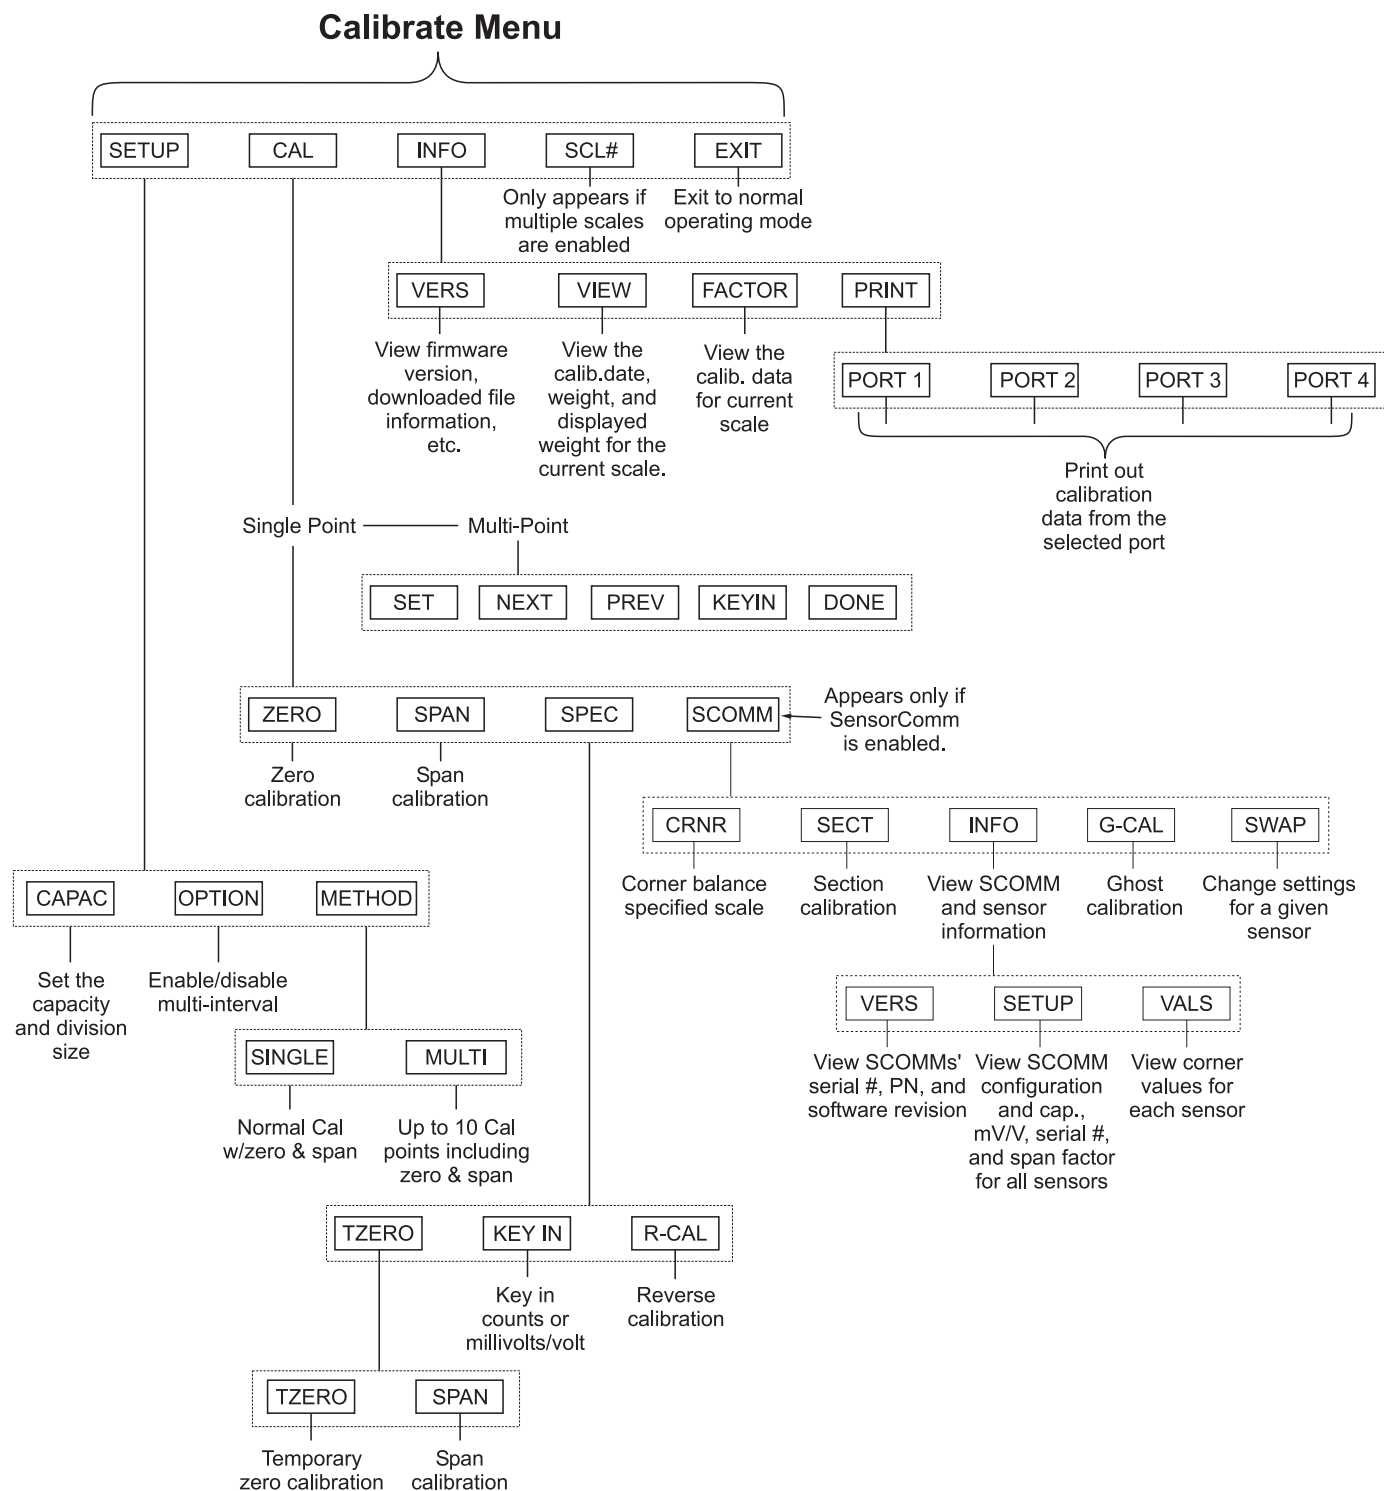 Calibrate Menu
SETUP
CAL
INFO
SCL#
EXIT
Only appears if
multiple scales
are enabled
Exit to normal
operating mode
VERS
VIEW
FACTOR
PRINT
View firmware
version,
downloaded file
information,
etc.
View the
calib.date,
weight, and
displayed
weight for the
current scale.
View the
calib. data
for current
scale
PORT 1
PORT 2
PORT 3
PORT 4
Print out
calibration
data from the
selected port
Single Point
Multi-Point
SET
NEXT
PREV
KEYIN
DONE
ZERO
SPAN
SPEC
SCOMM
Appears only if
SensorComm
is enabled.
Zero
calibration
Span
calibration
CRNR
SECT
INFO
G-CAL
SWAP
Corner balance
specified scale
Section
calibration
View SCOMM
and sensor
information
Ghost
calibration
Change settings
for a given
sensor
CAPAC
OPTION
METHOD
Set the
capacity
and division
size
Enable/disable
multi-interval
VERS
SETUP
VALS
View SCOMMs'
serial #, PN, and
software revision
View SCOMM
configuration
and cap.,
mV/V, serial #,
and span factor
for all sensors
View corner
values for
each sensor
SINGLE
MULTI
Normal Cal
w/zero & span
Up to 10 Cal
points including
zero & span
TZERO
KEY IN
R-CAL
Key in
counts or
millivolts/volt
Reverse
calibration
TZERO
SPAN
Temporary
zero calibration
Span
calibration